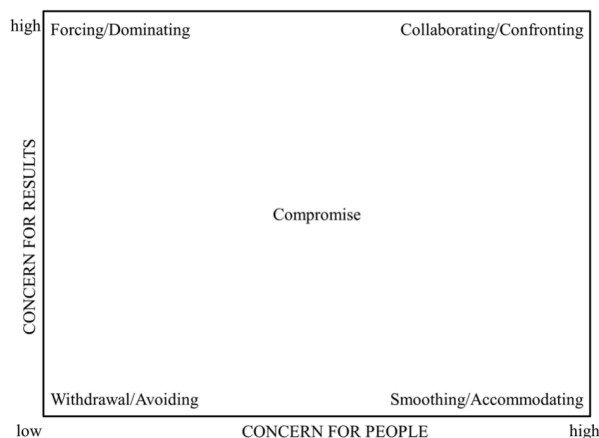 high
Forcing/Dominating
Collaborating/Confronting
CONCERN FOR RESULTS
Compromise
Withdrawal/Avoiding
Smoothing/Accommodating
low
CONCERN FOR PEOPLE
high